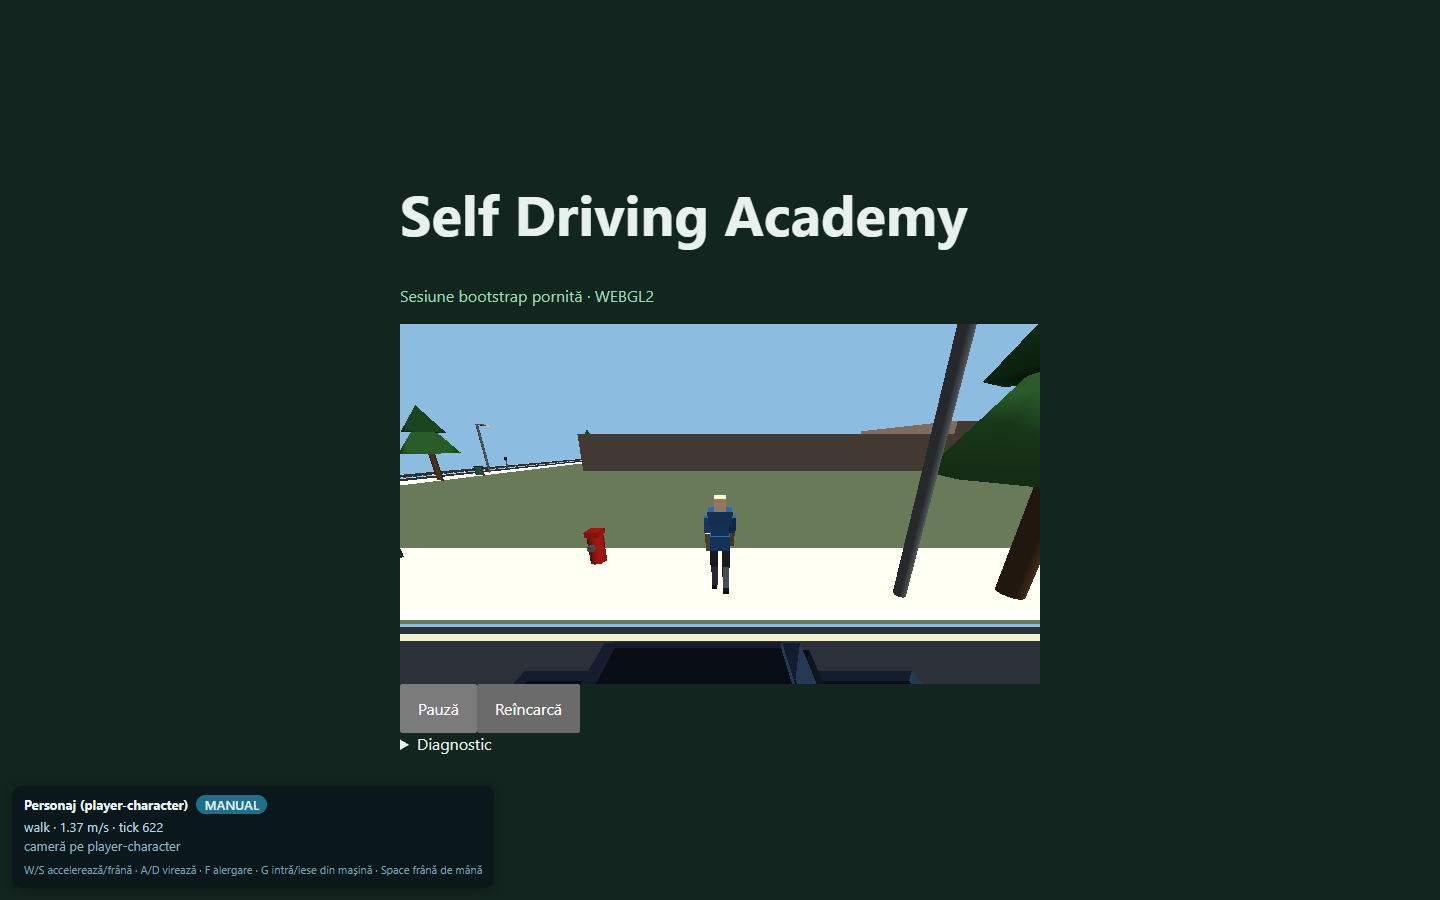 Self Driving Academy
Sesiune bootstrap pornită · WEBGL2
Pauză
Reîncarcă
Diagnostic
Personaj (player-character) MANUAL
walk · 1.37 m/s · tick 622
cameră pe player-character
W/S accelerează/frână · A/D virează · F alergare · G intră/iese din mașină · Space frână de mână